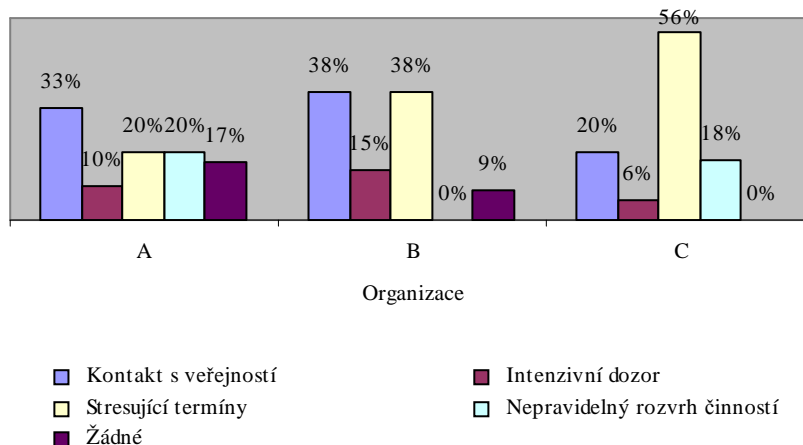 56%
38% 38%
33%
20% 20% 17% 15% 20% 18%
10% 9% 6%
0% 0%
A B C
Organizace
Kontakt s veřejností Intenzivní dozor
Stresující termíny Nepravidelný rozvrh činností
Žádné